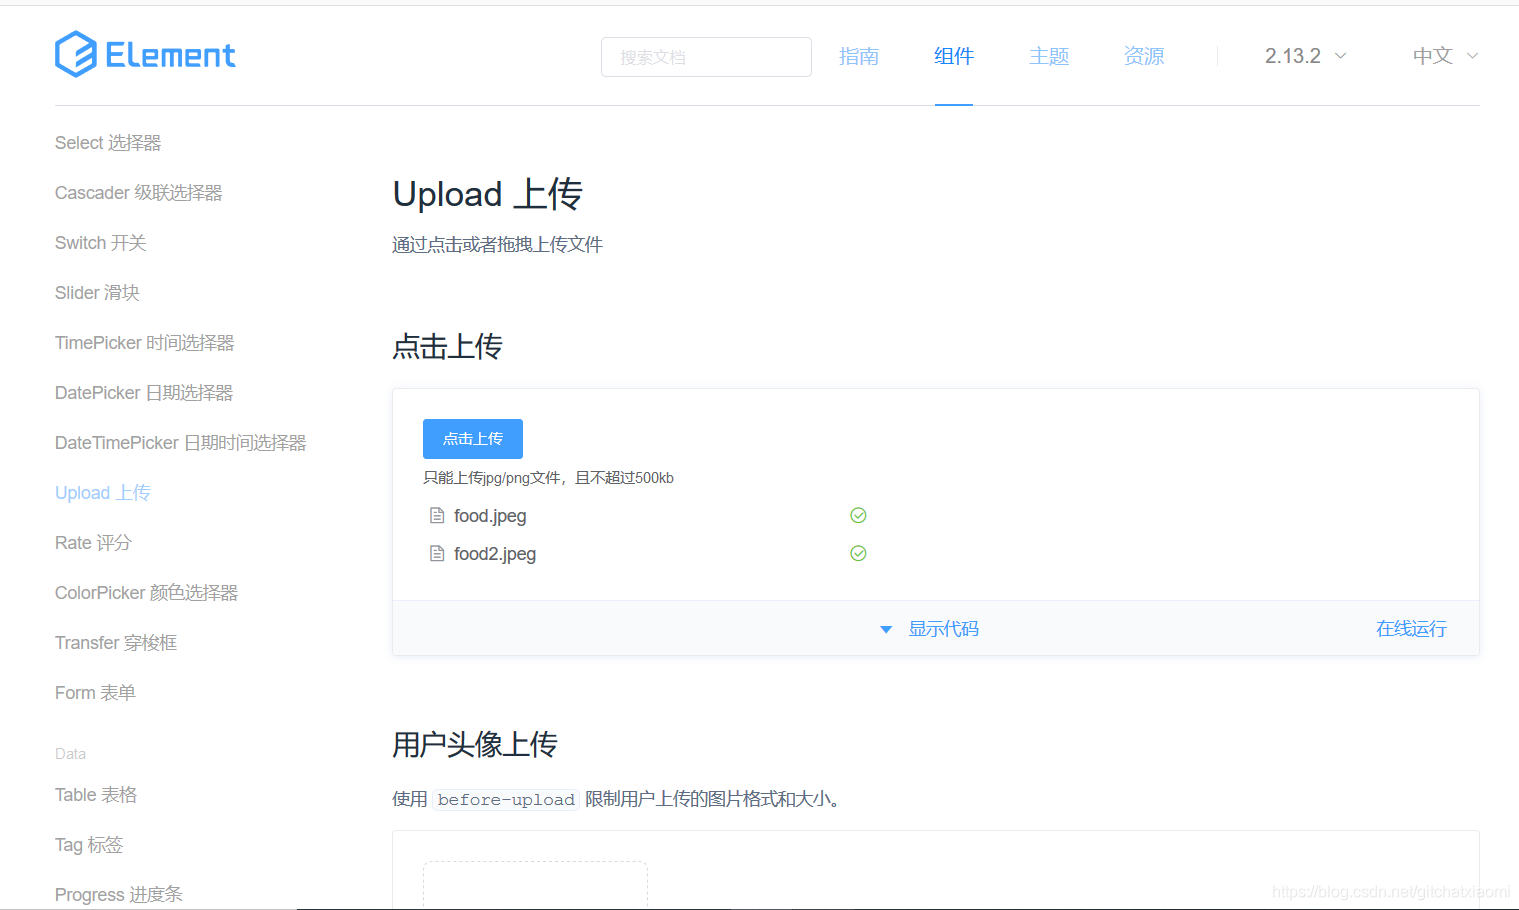 Element
搜索文档
指南
组件
主题
资源
2.13.2
中文
Select 选择器
Cascader 级联选择器
Switch 开关
Slider 滑块
TimePicker 时间选择器
DatePicker 日期选择器
DateTimePicker 日期时间选择器
Upload 上传
Rate 评分
ColorPicker 颜色选择器
Transfer 穿梭框
Form 表单
Data
Table 表格
Tag 标签
Progress 进度条
Upload 上传
通过点击或者拖拽上传文件
点击上传
点击上传
只能上传jpg/png文件，且不超过500kb
food.jpeg
food2.jpeg
显示代码
在线运行
用户头像上传
使用 before-upload 限制用户上传的图片格式和大小。
https://blog.csdn.net/gitchatxiaomi